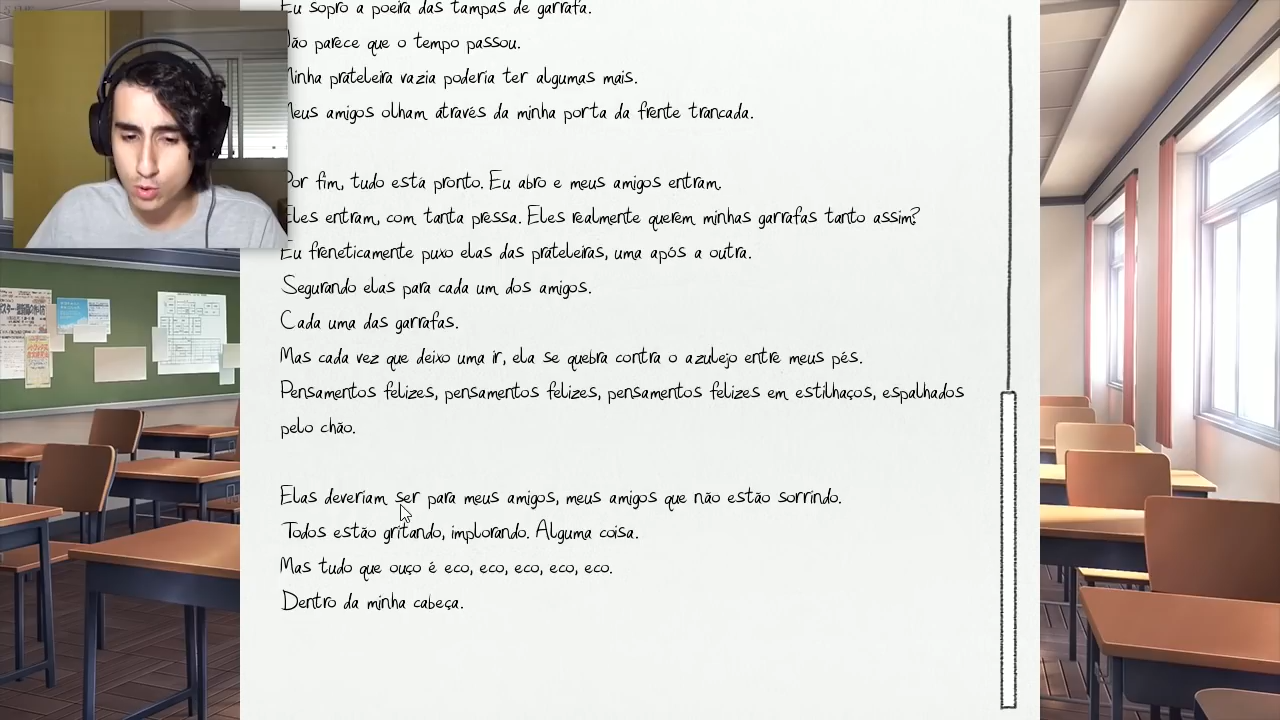 Eu sopro a poeira das tampas de garrafa.
Não parece que o tempo passou.
Minha prateleira vazia poderia ter algumas mais.
Meus amigos olham através da minha porta da frente trancada.
Por fim, tudo está pronto. Eu abro e meus amigos entram.
Eles entram, com tanta pressa. Eles realmente querem minhas garrafas tanto assim?
Eu freneticamente puxo elas das prateleiras, uma após a outra.
Segurando elas para cada um dos amigos.
Cada uma das garrafas.
Mas cada vez que deixo uma ir, ela se quebra contra o azulejo entre meus pés.
Pensamentos felizes, pensamentos felizes, pensamentos felizes em estilhaços, espalhados
pelo chão.
Elas deveriam ser para meus amigos, meus amigos que não estão sorrindo.
Todos estão gritando, implorando. Alguma coisa.
Mas tudo que ouço é eco, eco, eco, eco, eco.
Dentro da minha cabeça.